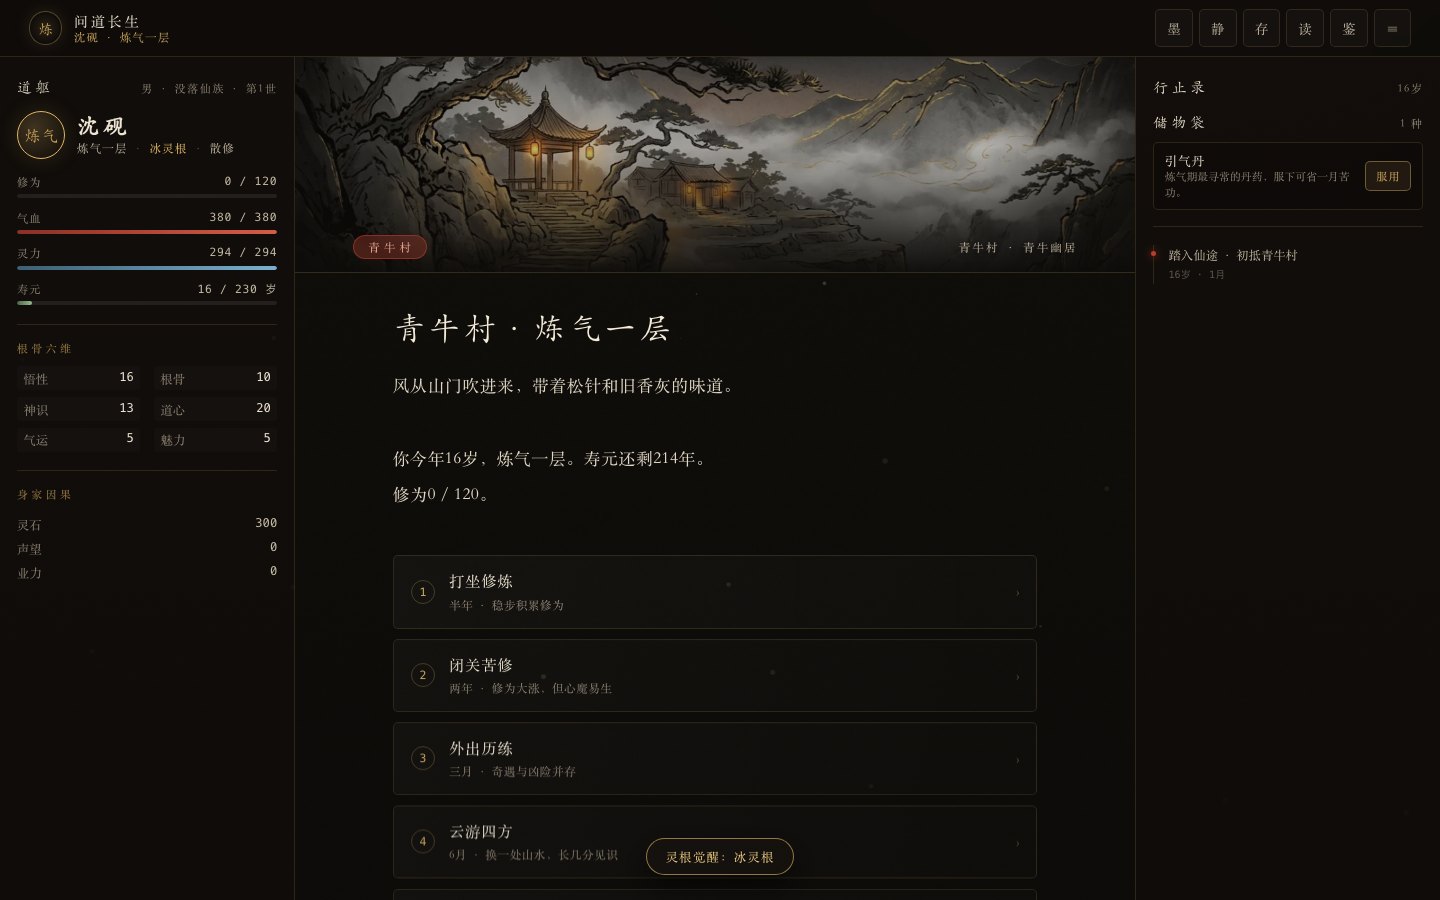 炼
问道长生
沈砚 · 炼气一层
墨
静
存
读
鉴
≡
道躯
男 · 没落仙族 · 第1世
炼气
沈砚
炼气一层 · 冰灵根 · 散修
修为 0 / 120
气血 380 / 380
灵力 294 / 294
寿元 16 / 230 岁
根骨六维
悟性 16 根骨 10
神识 13 道心 20
气运 5 魅力 5
身家因果
灵石 300
声望 0
业力 0
青牛村
青牛村 · 青牛幽居
青牛村 · 炼气一层
风从山门吹进来，带着松针和旧香灰的味道。
你今年16岁，炼气一层。寿元还剩214年。
修为0 / 120。
1 打坐修炼 ›
半年 · 稳步积累修为
2 闭关苦修 ›
两年 · 修为大涨，但心魔易生
3 外出历练 ›
三月 · 奇遇与凶险并存
4 云游四方 ›
6月 · 换一处山水，长几分见识
灵根觉醒：冰灵根
行止录 16岁
储物袋 1 种
引气丹
炼气期最寻常的丹药，服下可省一月苦
功。
服用
踏入仙途 · 初抵青牛村
16岁 · 1月